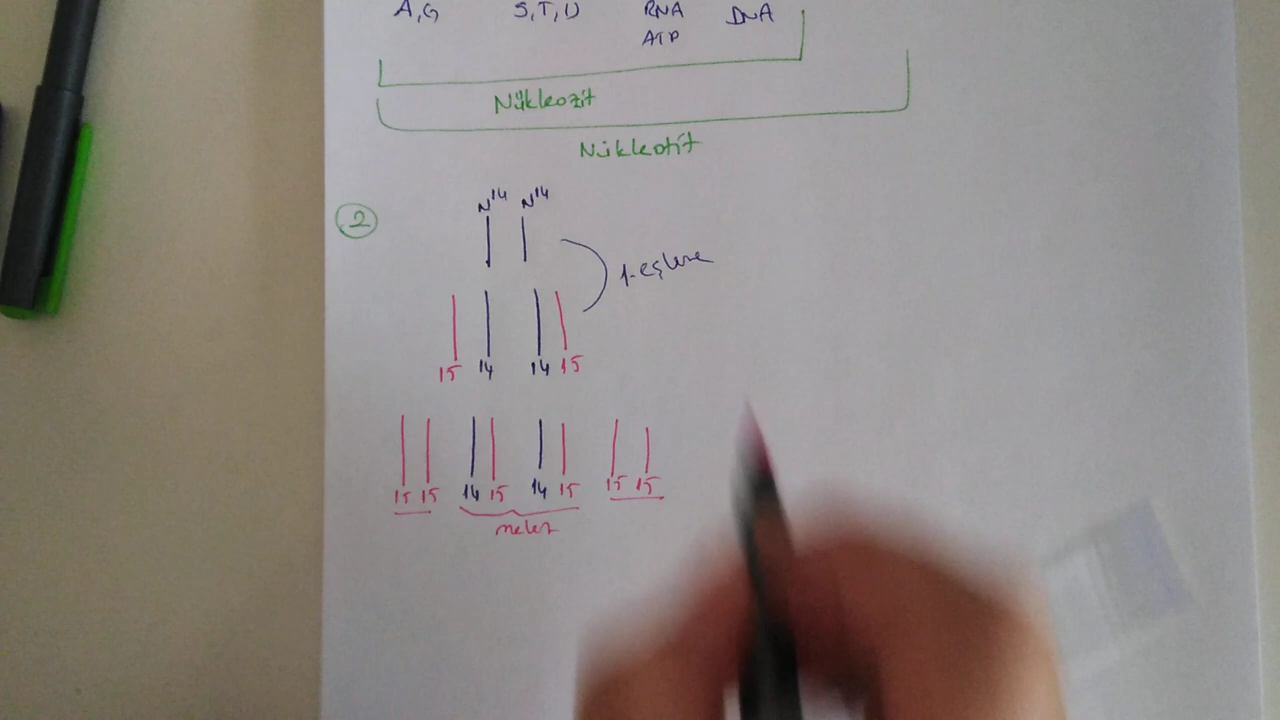 A,G S,T,U RNA DNA
ATP
Nükleozit
Nükleotit
2
N14 N14
1.eşleme
15 14 14 15
15 15 14 15 14 15 15 15
melez